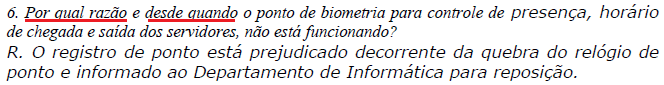 6. Por qual razão e desde quando o ponto de biometria para controle de presença, horário
de chegada e saída dos servidores, não está funcionando?
R. O registro de ponto está prejudicado decorrente da quebra do relógio de
ponto e informado ao Departamento de Informática para reposição.